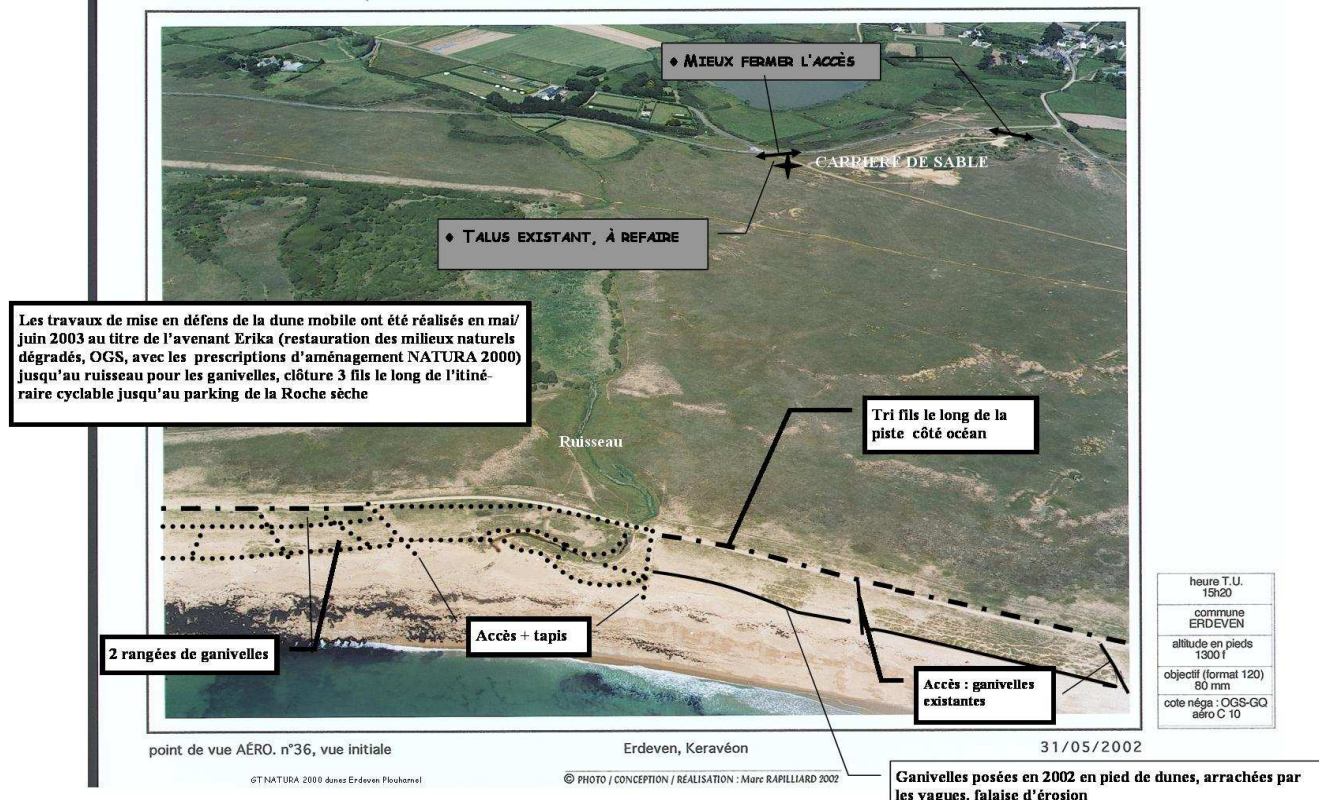 • MIEUX FERMER L'ACCÈS
CARRIERE DE SABLE
• TALUS EXISTANT, À REFAIRE
Les travaux de mise en défens de la dune mobile ont été réalisés en mai/
juin 2003 au titre de l'avenant Erika (restauration des milieux naturels
dégradés, OGS, avec les prescriptions d'aménagement NATURA 2000)
jusqu'au ruisseau pour les ganivelles, clôture 3 fils le long de l'itiné-
raire cyclable jusqu'au parking de la Roche sèche
Tri fils le long de la
piste côté océan
Ruisseau
2 rangées de ganivelles
Accès + tapis
Accès : ganivelles
existantes
heure T.U.
15h20
commune
ERDEVEN
altitude en pieds
1300 f
objectif (format 120)
80 mm
cote néga : OGS-GQ
aéro C 10
point de vue AÉRO. n°36, vue initiale
Erdeven, Keravéon
31/05/2002
GT NATURA 2000 dunes Erdeven Plouharnel
© PHOTO / CONCEPTION / RÉALISATION : Marc RAPILLIARD 2002
Ganivelles posées en 2002 en pied de dunes, arrachées par
les vagues, falaise d'érosion